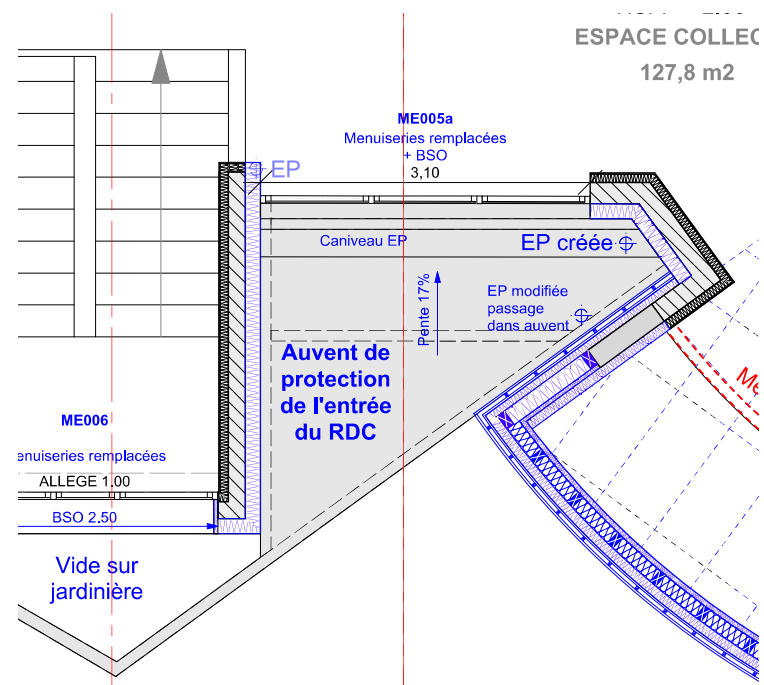 ESPACE
127,8 m2
ME005a
Menuiseries remplacées
+ BSO
3,10
EP
Caniveau EP
EP créée
Pente 17%
EP modifiée
passage
dans auvent
Auvent de
protection
de l'entrée
du RDC
ME006
remplacées
ALLEGE 1.00
BSO 2.50
Vide sur
jardinière